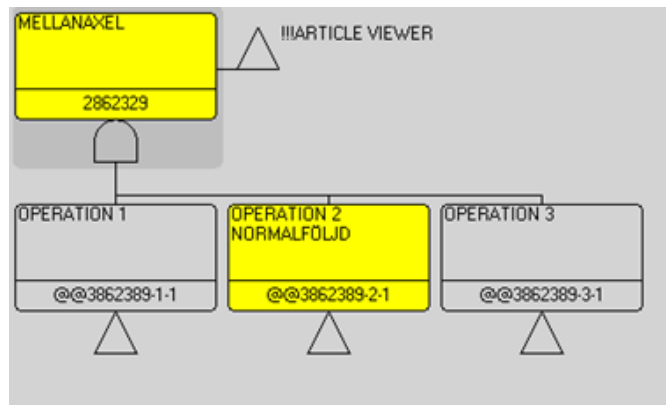 MELLANAXEL
!!!ARTICLE VIEWER
2862329
OPERATION 1
OPERATION 2
NORMALFÖLJD
OPERATION 3
@@3862389-1-1
@@3862389-2-1
@@3862389-3-1